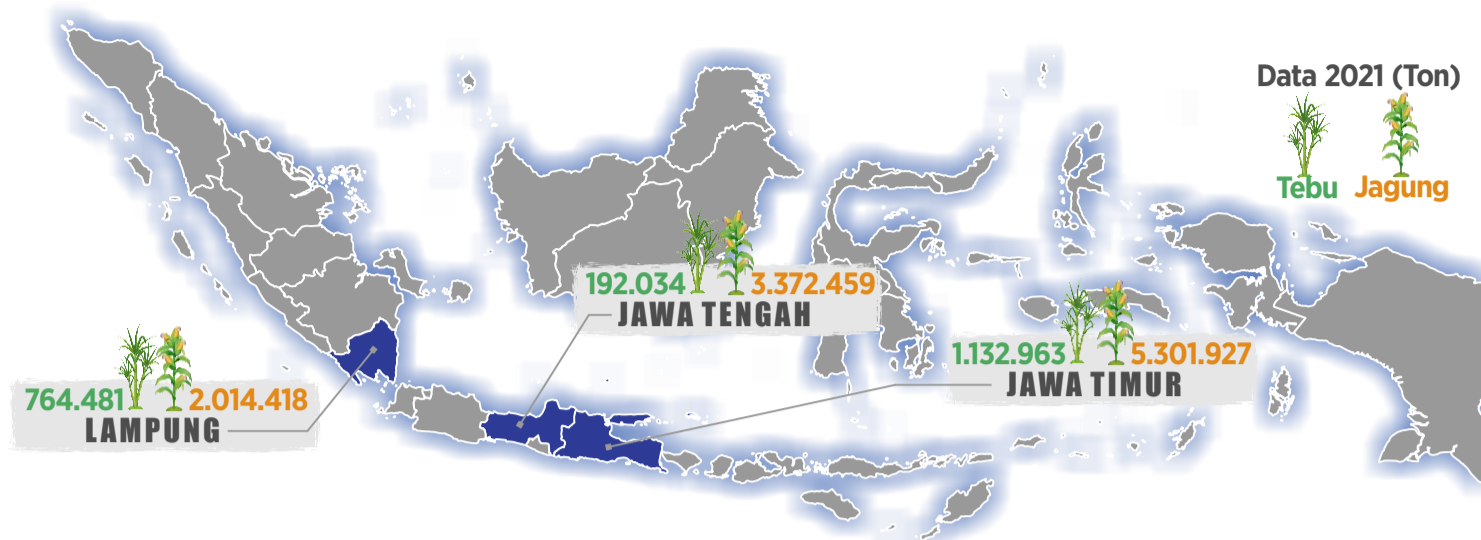 Data 2021 (Ton)
Tebu Jagung
192.034 3.372.459
JAWA TENGAH
1.132.963 5.301.927
JAWA TIMUR
764.481 2.014.418
LAMPUNG